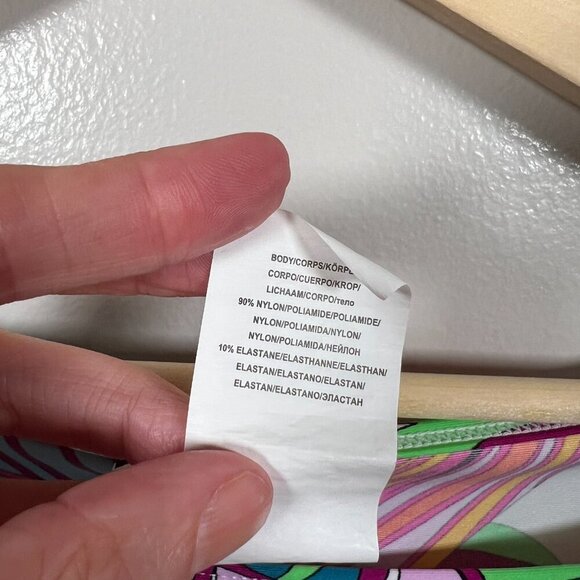 BODY/CORPS/KÖRPE
CORPO/CUERPO/KROP/
LICHAAM/CORPO/тело
90% NYLON/POLIAMIDE/POLIAMIDE/
NYLON/POLIAMIDA/NYLON/
NYLON/POLIAMIDA/НЕЙЛОН
10% ELASTANE/ELASTHANNE/ELASTHAN/
ELASTAN/ELASTANO/ELASTAN/
ELASTAN/ELASTANO/ЭЛАСТАН